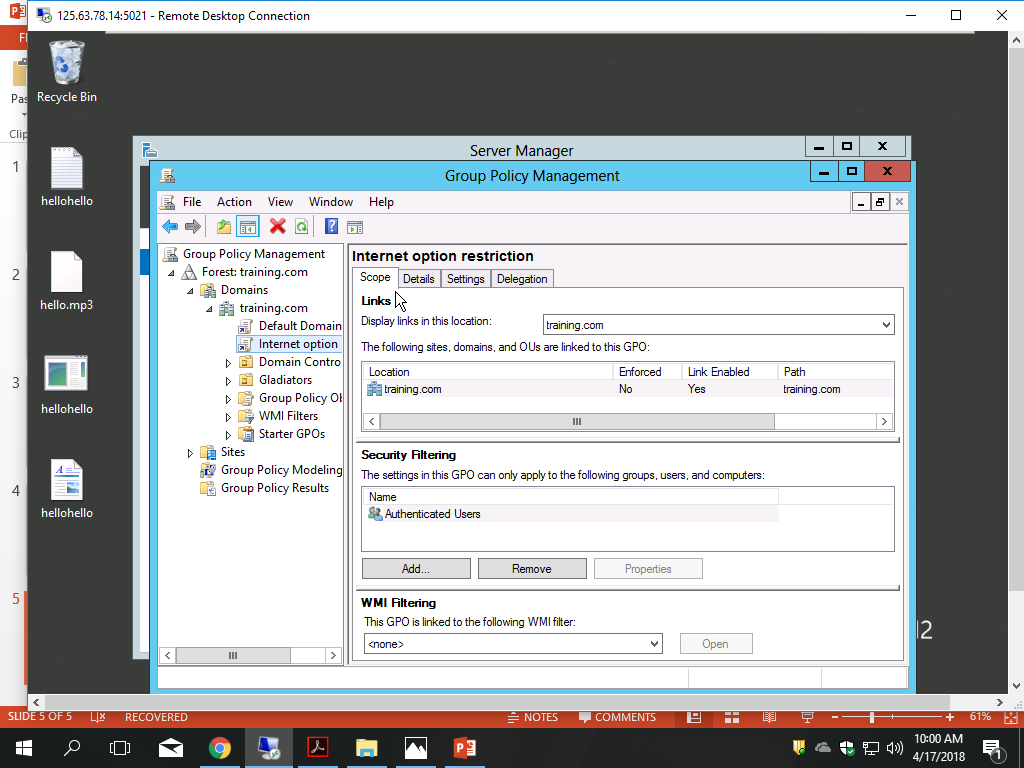 125.63.78.14:5021 - Remote Desktop Connection
Recycle Bin
hellohello
hello.mp3
hellohello
hellohello
1
2
3
4
5
Server Manager
Group Policy Management
File Action View Window Help
Group Policy Management
Forest: training.com
Domains
training.com
Default Domain
Internet option
Domain Contro
Gladiators
Group Policy Ob
WMI Filters
Starter GPOs
Sites
Group Policy Modeling
Group Policy Results
Internet option restriction
Scope Details Settings Delegation
Links
Display links in this location: training.com
The following sites, domains, and OUs are linked to this GPO:
Location Enforced Link Enabled Path
training.com No Yes training.com
Security Filtering
The settings in this GPO can only apply to the following groups, users, and computers:
Name
Authenticated Users
Add... Remove Properties
WMI Filtering
This GPO is linked to the following WMI filter:
<none> Open
SLIDE 5 OF 5 RECOVERED NOTES COMMENTS 61%
10:00 AM
4/17/2018
1